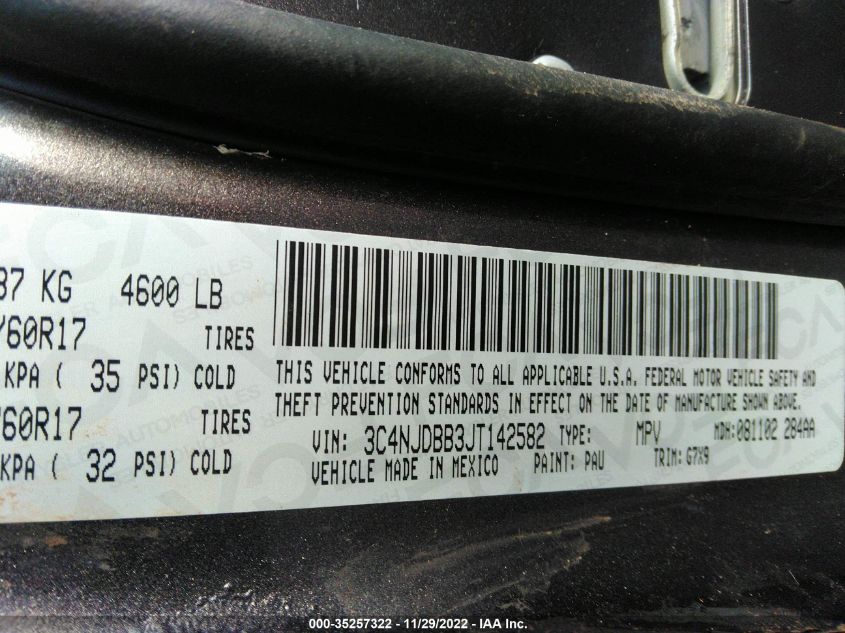 87 KG 4600 LB
/60R17 TIRES
KPA ( 35 PSI) COLD
/60R17 TIRES
KPA ( 32 PSI) COLD
THIS VEHICLE CONFORMS TO ALL APPLICABLE U.S.A. FEDERAL MOTOR VEHICLE SAFETY AND
THEFT PREVENTION STANDARDS IN EFFECT ON THE DATE OF MANUFACTURE SHOWN ABOVE.
VIN: 3C4NJDBB3JT142582 TYPE: MPV MDH: 081102 284AA
VEHICLE MADE IN MEXICO PAINT: PAU TRIM: G7X9
000-35257322 - 11/29/2022 - IAA Inc.